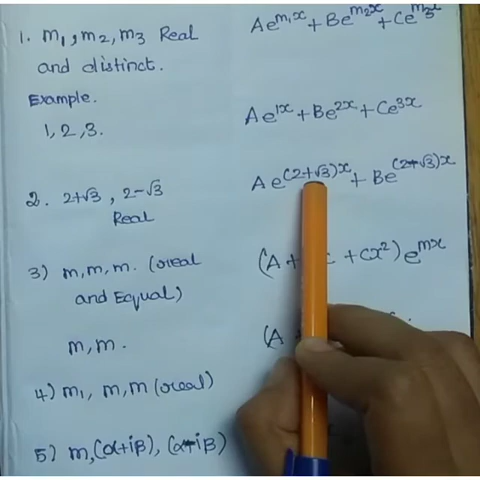 1. m₁, m₂, m₃ Real Ae^m₁x + Be^m₂x + Ce^m₃x
and distinct.
Example.
1, 2, 3. Ae^1x + Be^2x + Ce^3x
2. 2+√3, 2-√3 Ae^(2+√3)x + Be^(2-√3)x
Real
3) m, m, m. (real (A + + Cx²) e^mx
and Equal)
m, m. (A
4) m₁, m, m (real)
5) m, (α+iβ), (α-iβ)